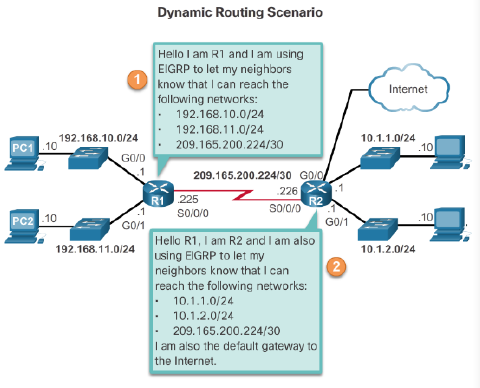 Dynamic Routing Scenario
Hello I am R1 and I am using
EIGRP to let my neighbors
know that I can reach the
following networks:
• 192.168.10.0/24
• 192.168.11.0/24
• 209.165.200.224/30
1
Internet
192.168.10.0/24
10.1.1.0/24
PC1
.10
G0/0
.1
209.165.200.224/30
G0/0
.1
.10
R1
.225
S0/0/0
.226
S0/0/0
R2
PC2
.10
.1
G0/1
.1
G0/1
.10
192.168.11.0/24
10.1.2.0/24
Hello R1, I am R2 and I am also
using EIGRP to let my
neighbors know that I can
reach the following networks:
• 10.1.1.0/24
• 10.1.2.0/24
• 209.165.200.224/30
I am also the default gateway to
the Internet.
2